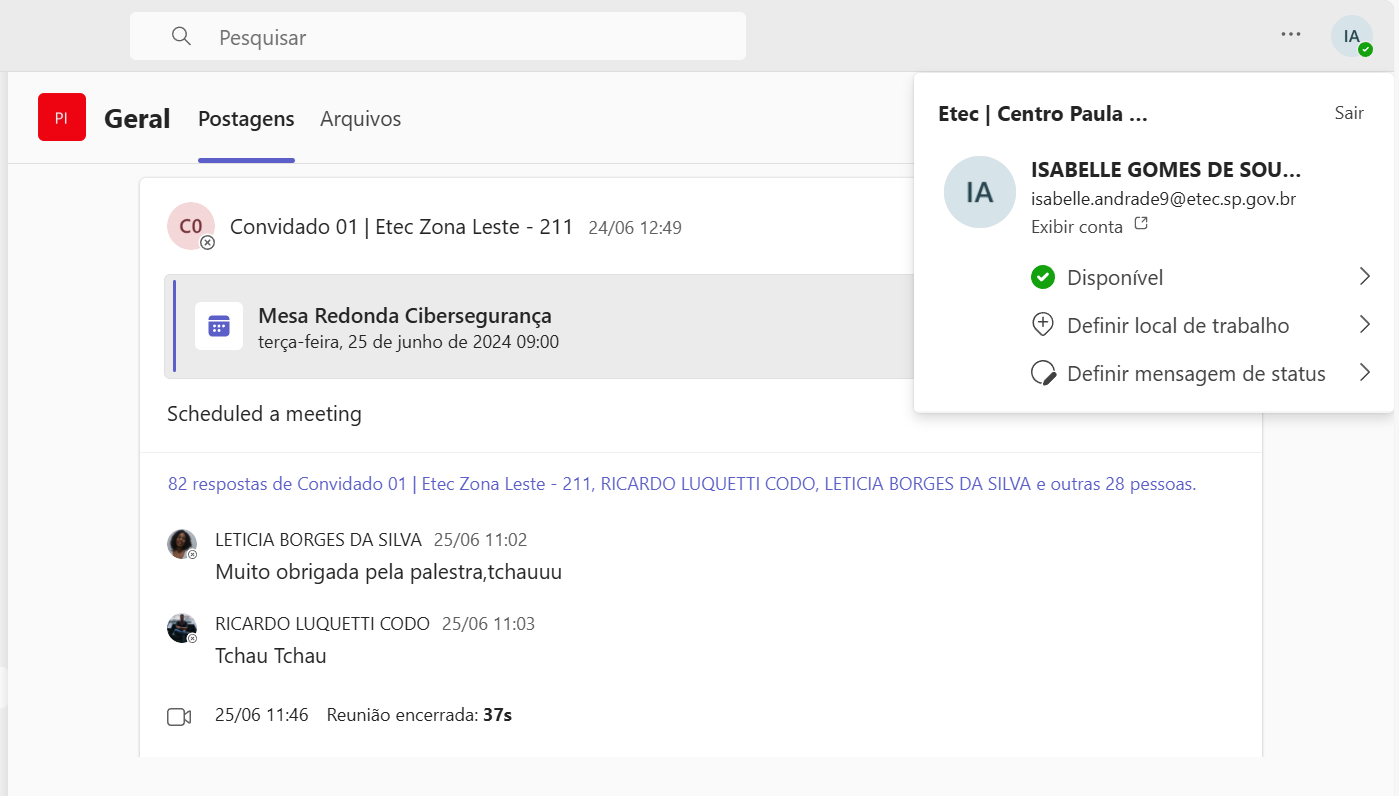 Pesquisar
IA
PI
Geral
Postagens
Arquivos
Etec | Centro Paula ...
Sair
IA
ISABELLE GOMES DE SOU...
isabelle.andrade9@etec.sp.gov.br
Exibir conta
Disponível
Definir local de trabalho
Definir mensagem de status
C0
Convidado 01 | Etec Zona Leste - 211 24/06 12:49
Mesa Redonda Cibersegurança
terça-feira, 25 de junho de 2024 09:00
Scheduled a meeting
82 respostas de Convidado 01 | Etec Zona Leste - 211, RICARDO LUQUETTI CODO, LETICIA BORGES DA SILVA e outras 28 pessoas.
LETICIA BORGES DA SILVA 25/06 11:02
Muito obrigada pela palestra,tchauuu
RICARDO LUQUETTI CODO 25/06 11:03
Tchau Tchau
25/06 11:46 Reunião encerrada: 37s